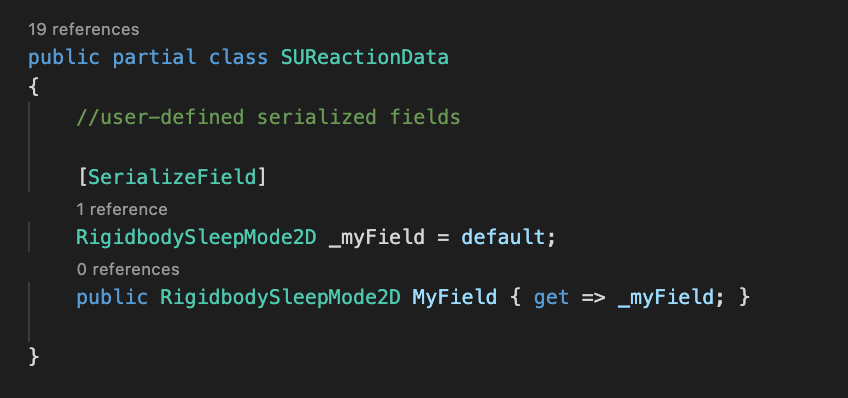 19 references
public partial class SUReactionData
{
//user-defined serialized fields
[SerializeField]
1 reference
RigidbodySleepMode2D _myField = default;
0 references
public RigidbodySleepMode2D MyField { get => _myField; }
}